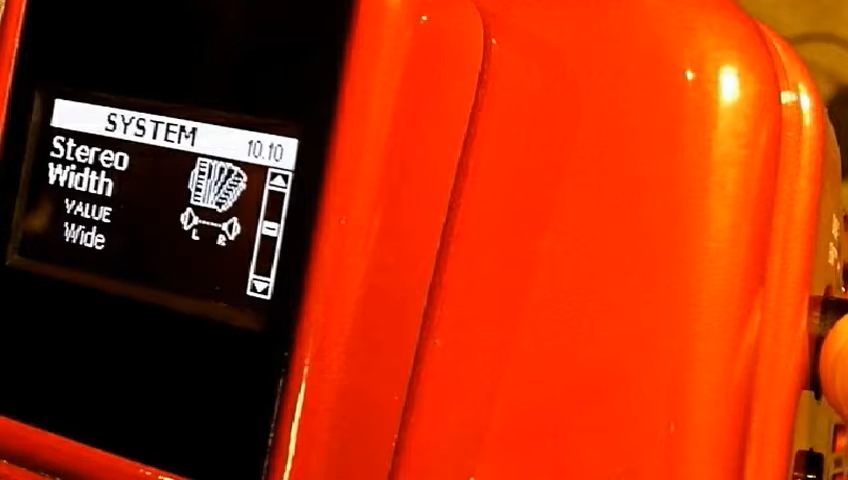 SYSTEM 10.10
Stereo
Width
VALUE
Wide
L R